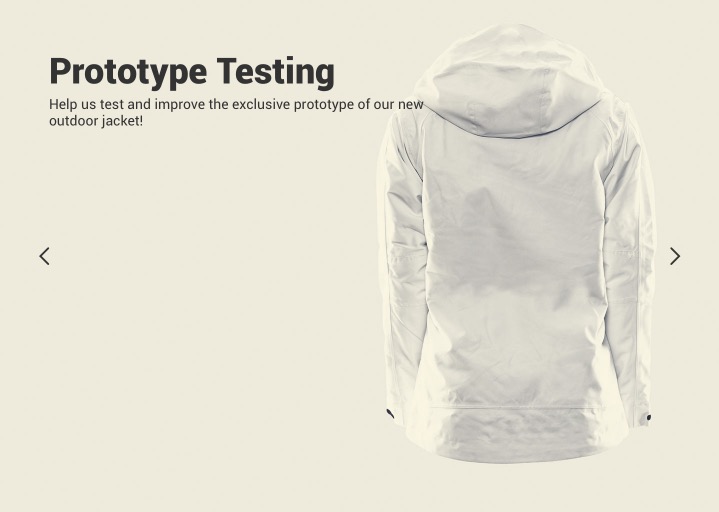 Prototype Testing
Help us test and improve the exclusive prototype of our new
outdoor jacket!